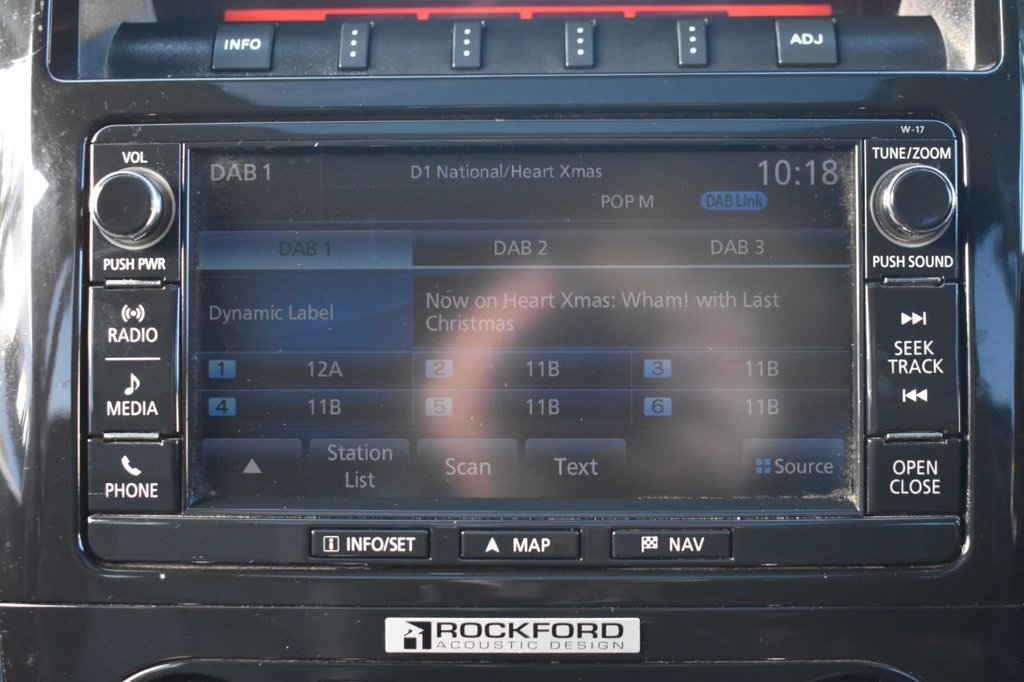 INFO
ADJ
W-17
VOL
PUSH PWR
RADIO
MEDIA
PHONE
DAB 1
D1 National/Heart Xmas
10:18
POP M
DAB Link
DAB 1 DAB 2 DAB 3
Dynamic Label
Now on Heart Xmas: Wham! with Last
Christmas
1 12A 2 11B 3 11B
4 11B 5 11B 6 11B
Station
List
Scan
Text
Source
TUNE/ZOOM
PUSH SOUND
SEEK
TRACK
OPEN
CLOSE
INFO/SET
MAP
NAV
ROCKFORD
ACOUSTIC DESIGN